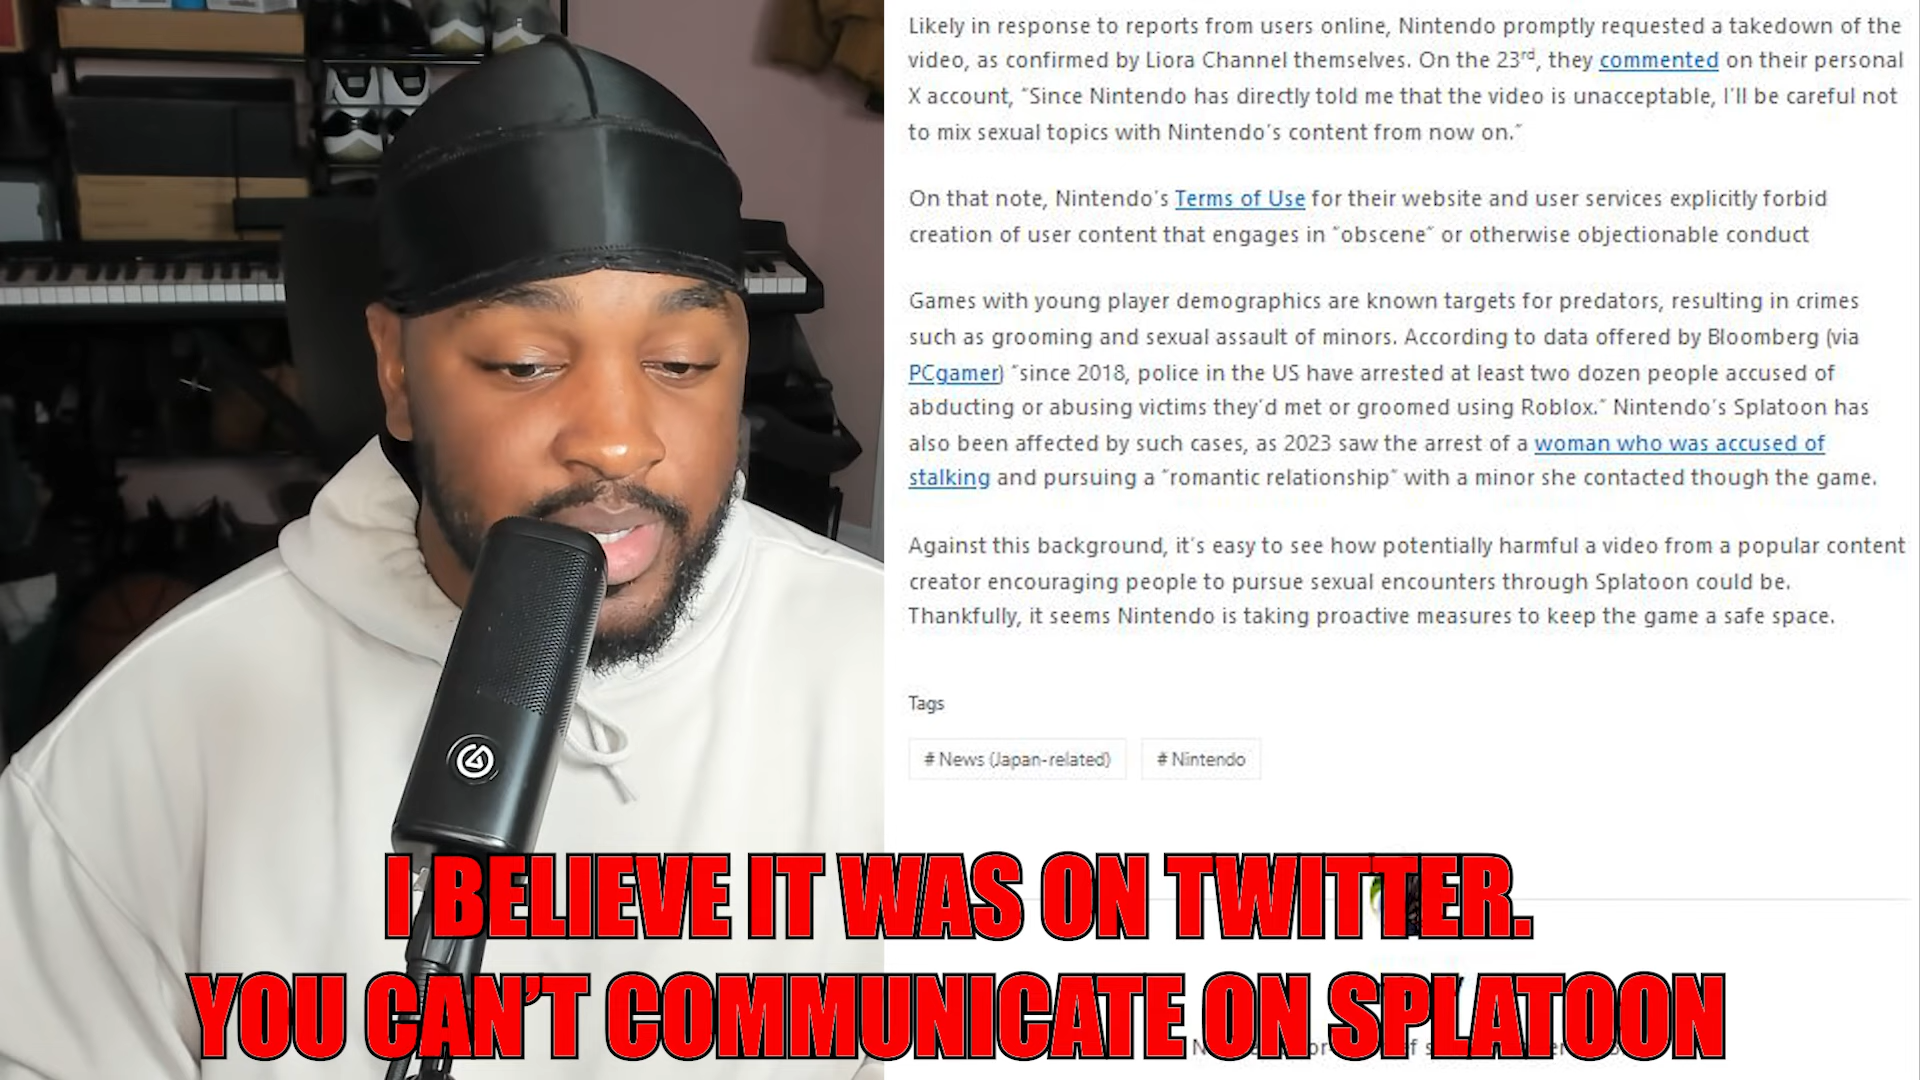 Likely in response to reports from users online, Nintendo promptly requested a takedown of the
video, as confirmed by Liora Channel themselves. On the 23rd, they commented on their personal
X account, “Since Nintendo has directly told me that the video is unacceptable, I’ll be careful not
to mix sexual topics with Nintendo’s content from now on.”
On that note, Nintendo’s Terms of Use for their website and user services explicitly forbid
creation of user content that engages in “obscene” or otherwise objectionable conduct
Games with young player demographics are known targets for predators, resulting in crimes
such as grooming and sexual assault of minors. According to data offered by Bloomberg (via
PCgamer) “since 2018, police in the US have arrested at least two dozen people accused of
abducting or abusing victims they’d met or groomed using Roblox.” Nintendo’s Splatoon has
also been affected by such cases, as 2023 saw the arrest of a woman who was accused of
stalking and pursuing a “romantic relationship” with a minor she contacted though the game.
Against this background, it’s easy to see how potentially harmful a video from a popular content
creator encouraging people to pursue sexual encounters through Splatoon could be.
Thankfully, it seems Nintendo is taking proactive measures to keep the game a safe space.
Tags
# News (Japan-related) # Nintendo
I BELIEVE IT WAS ON TWITTER.
YOU CAN’T COMMUNICATE ON SPLATOON